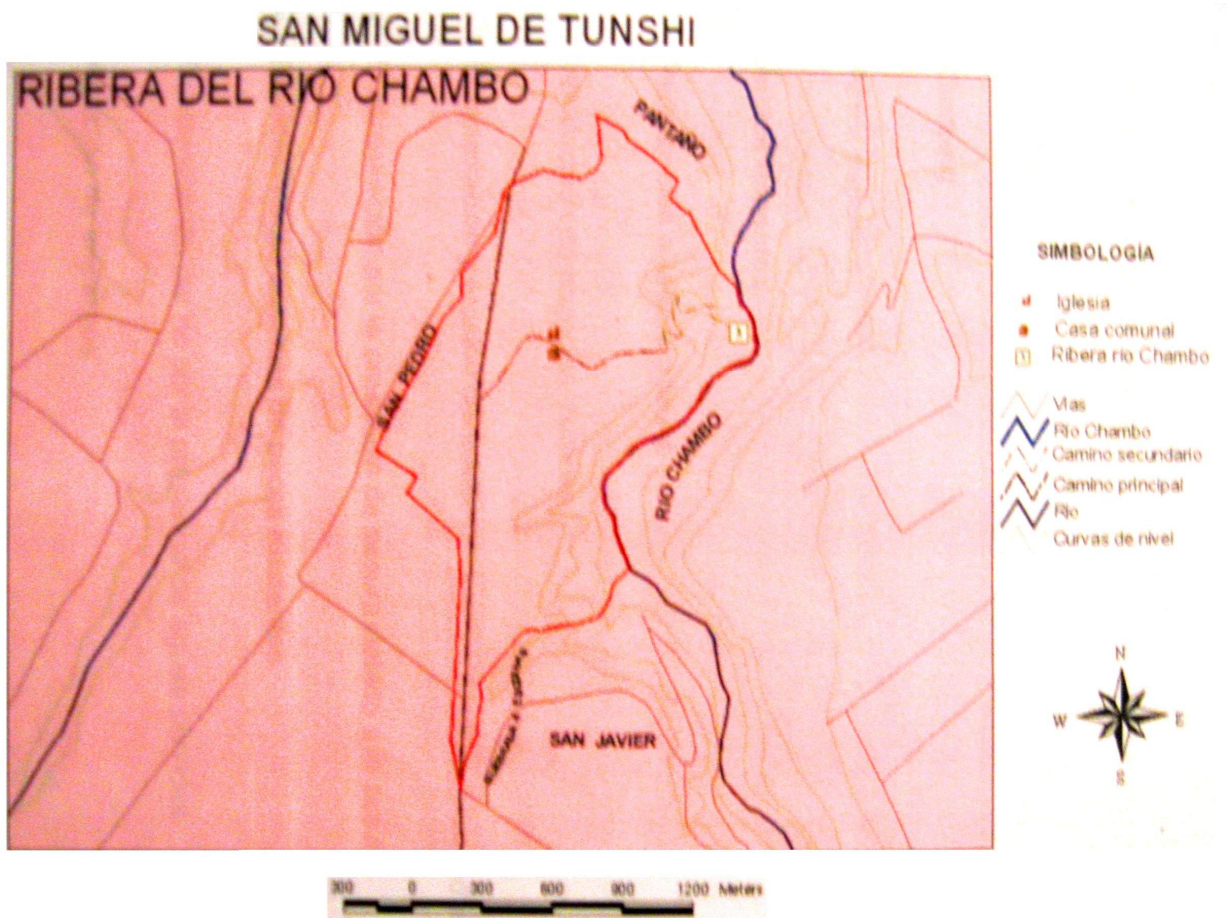 SAN MIGUEL DE TUNSHI
RIBERA DEL RIO CHAMBO
PANTAÑO
SAN PEDRO
RIO CHAMBO
SAN JAVIER
SIMBOLOGÍA
Iglesia
Casa comunal
Ribera río Chambo
Vias
Rio Chambo
Camino secundario
Camino principal
Rio
Curvas de nivel
N
W E
S
300 0 300 600 900 1200 Meters